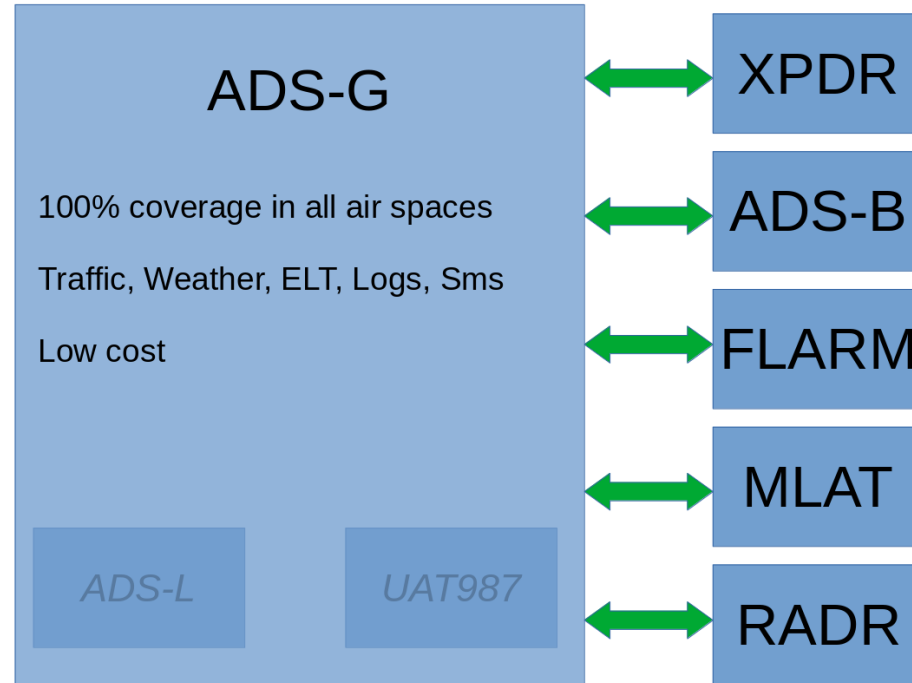 ADS-G
100% coverage in all air spaces
Traffic, Weather, ELT, Logs, Sms
Low cost
ADS-L
UAT987
XPDR
ADS-B
FLARM
MLAT
RADR